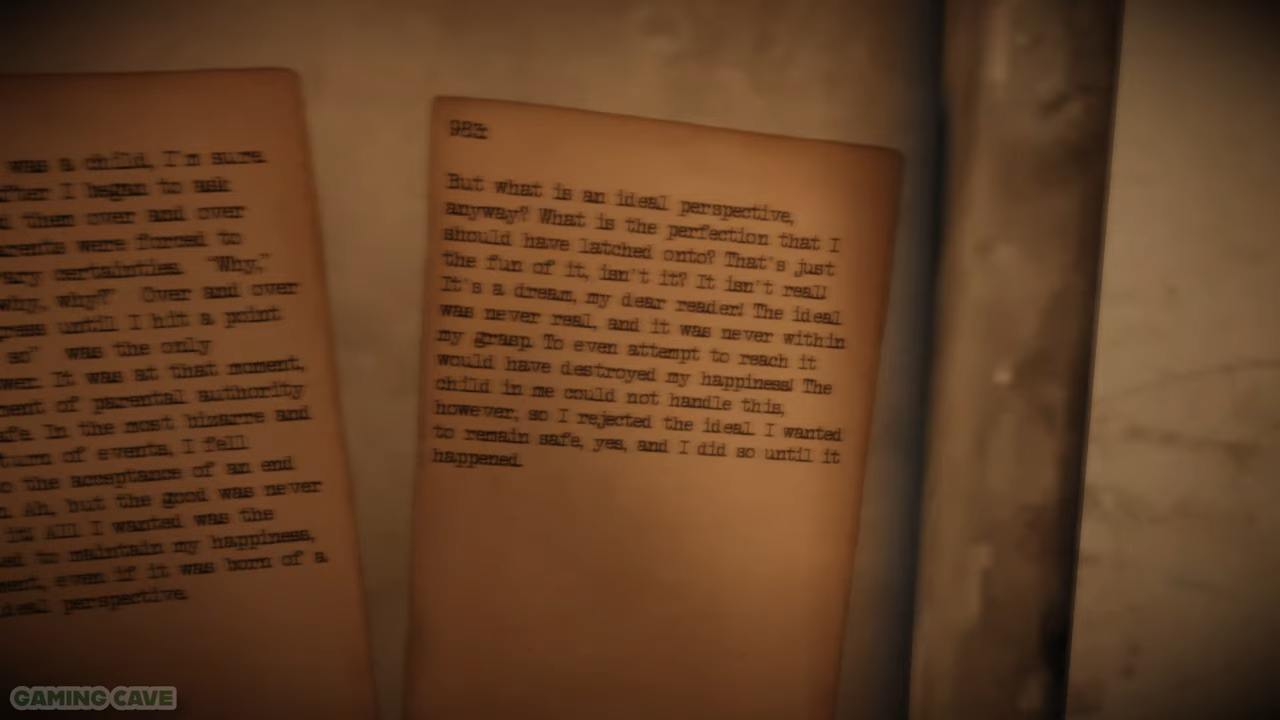 was a child, I'm sure.
after I began to ask
them over and over
parents were forced to
certainties. "Why,"
why, why?" Over and over
until I hit a point
so" was the only
It was at that moment,
of parental authority
In the most bizarre and
turn of events, I fell
the acceptance of an end
Ah, but the good was never
it! All I wanted was the
to maintain my happiness,
even if it was born of a
ideal perspective.
But what is an ideal perspective,
anyway? What is the perfection that I
should have latched onto? That's just
the fun of it, isn't it? It isn't real!
It's a dream, my dear reader! The ideal
was never real, and it was never within
my grasp. To even attempt to reach it
would have destroyed my happiness! The
child in me could not handle this,
however, so I rejected the ideal. I wanted
to remain safe, yes, and I did so until it
happened.
GAMING CAVE